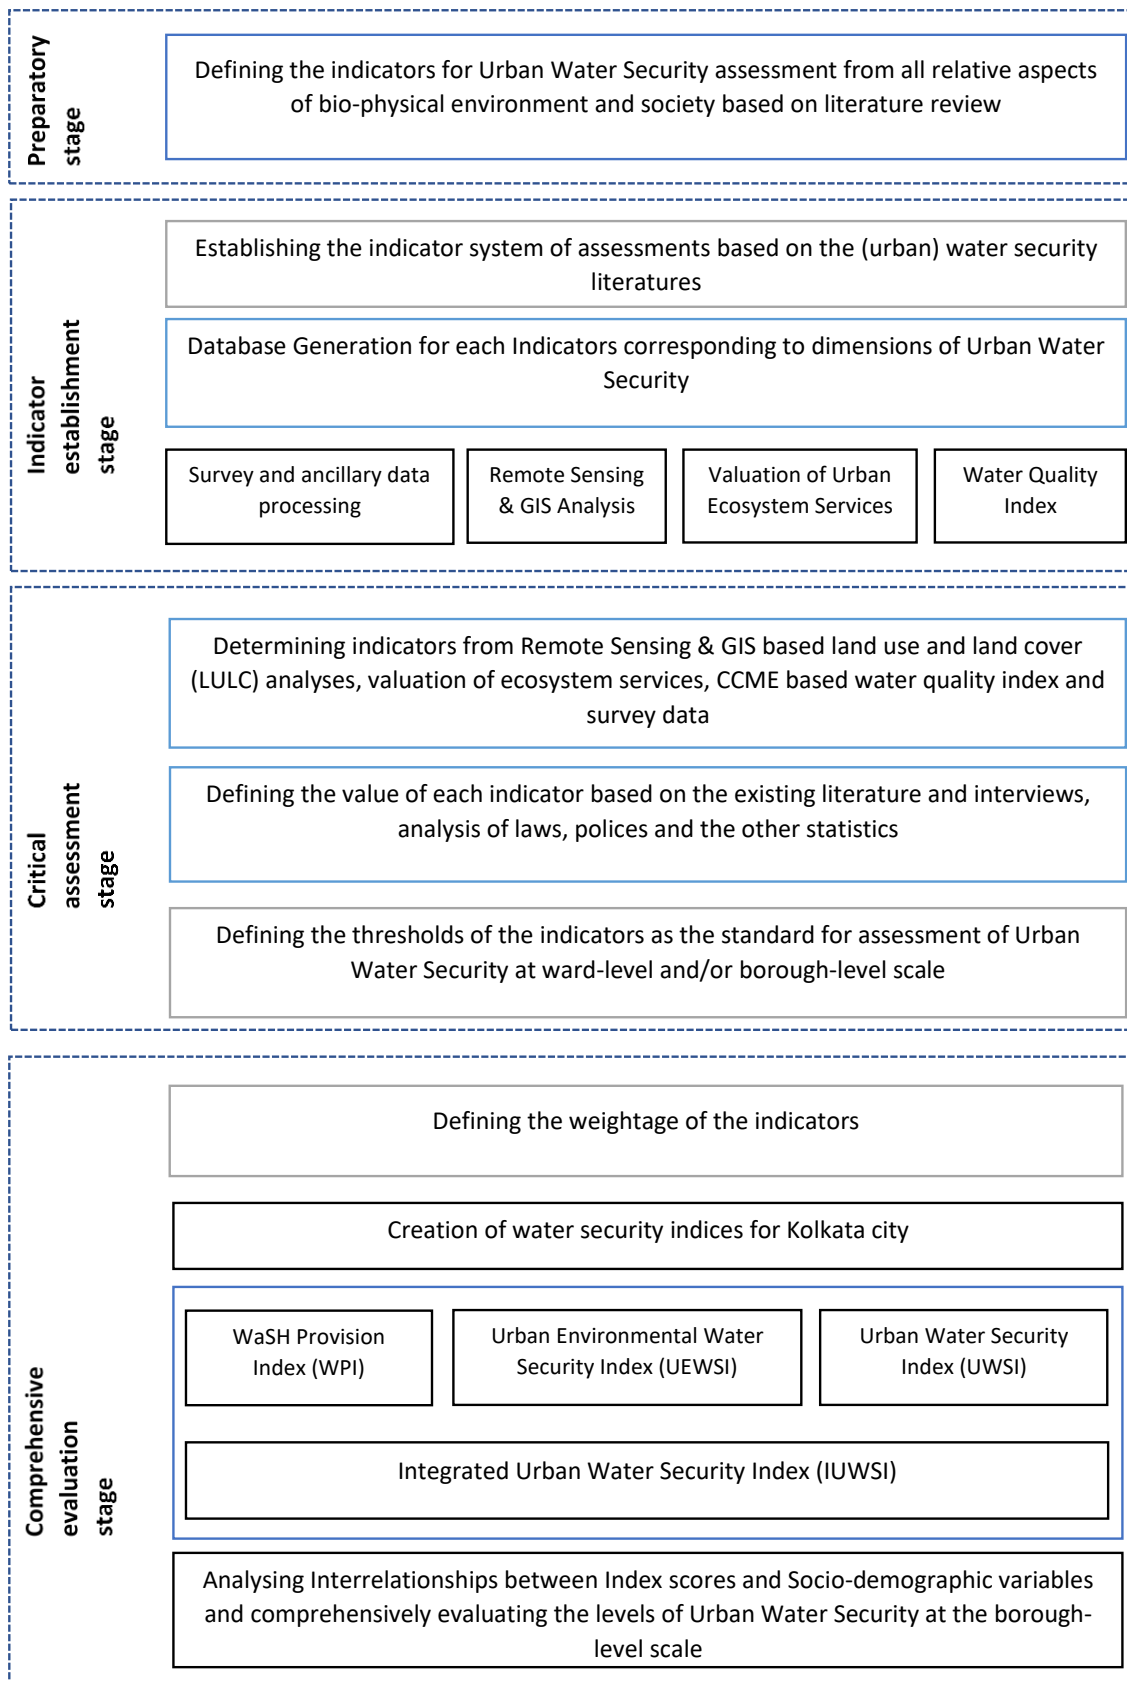 Preparatory
stage
Defining the indicators for Urban Water Security assessment from all relative aspects
of bio-physical environment and society based on literature review
Indicator
establishment
stage
Establishing the indicator system of assessments based on the (urban) water security
literatures
Database Generation for each Indicators corresponding to dimensions of Urban Water
Security
Survey and ancillary data
processing
Remote Sensing
& GIS Analysis
Valuation of Urban
Ecosystem Services
Water Quality
Index
Critical
assessment
stage
Determining indicators from Remote Sensing & GIS based land use and land cover
(LULC) analyses, valuation of ecosystem services, CCME based water quality index and
survey data
Defining the value of each indicator based on the existing literature and interviews,
analysis of laws, polices and the other statistics
Defining the thresholds of the indicators as the standard for assessment of Urban
Water Security at ward-level and/or borough-level scale
Comprehensive
evaluation
stage
Defining the weightage of the indicators
Creation of water security indices for Kolkata city
WaSH Provision
Index (WPI)
Urban Environmental Water
Security Index (UEWSI)
Urban Water Security
Index (UWSI)
Integrated Urban Water Security Index (IUWSI)
Analysing Interrelationships between Index scores and Socio-demographic variables
and comprehensively evaluating the levels of Urban Water Security at the borough-
level scale